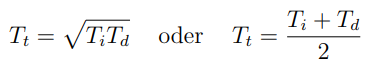 $T_t = \sqrt{T_i T_d}$ oder $T_t = \frac{T_i + T_d}{2}$